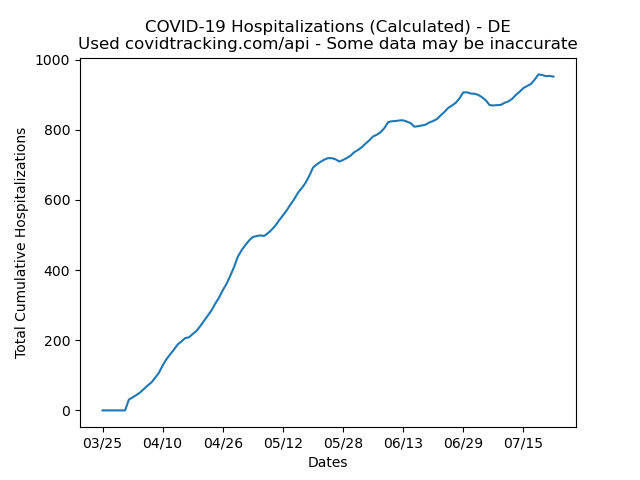 COVID-19 Hospitalizations (Calculated) - DE
Used covidtracking.com/api - Some data may be inaccurate
Total Cumulative Hospitalizations
1000
800
600
400
200
0
03/25 04/10 04/26 05/12 05/28 06/13 06/29 07/15
Dates